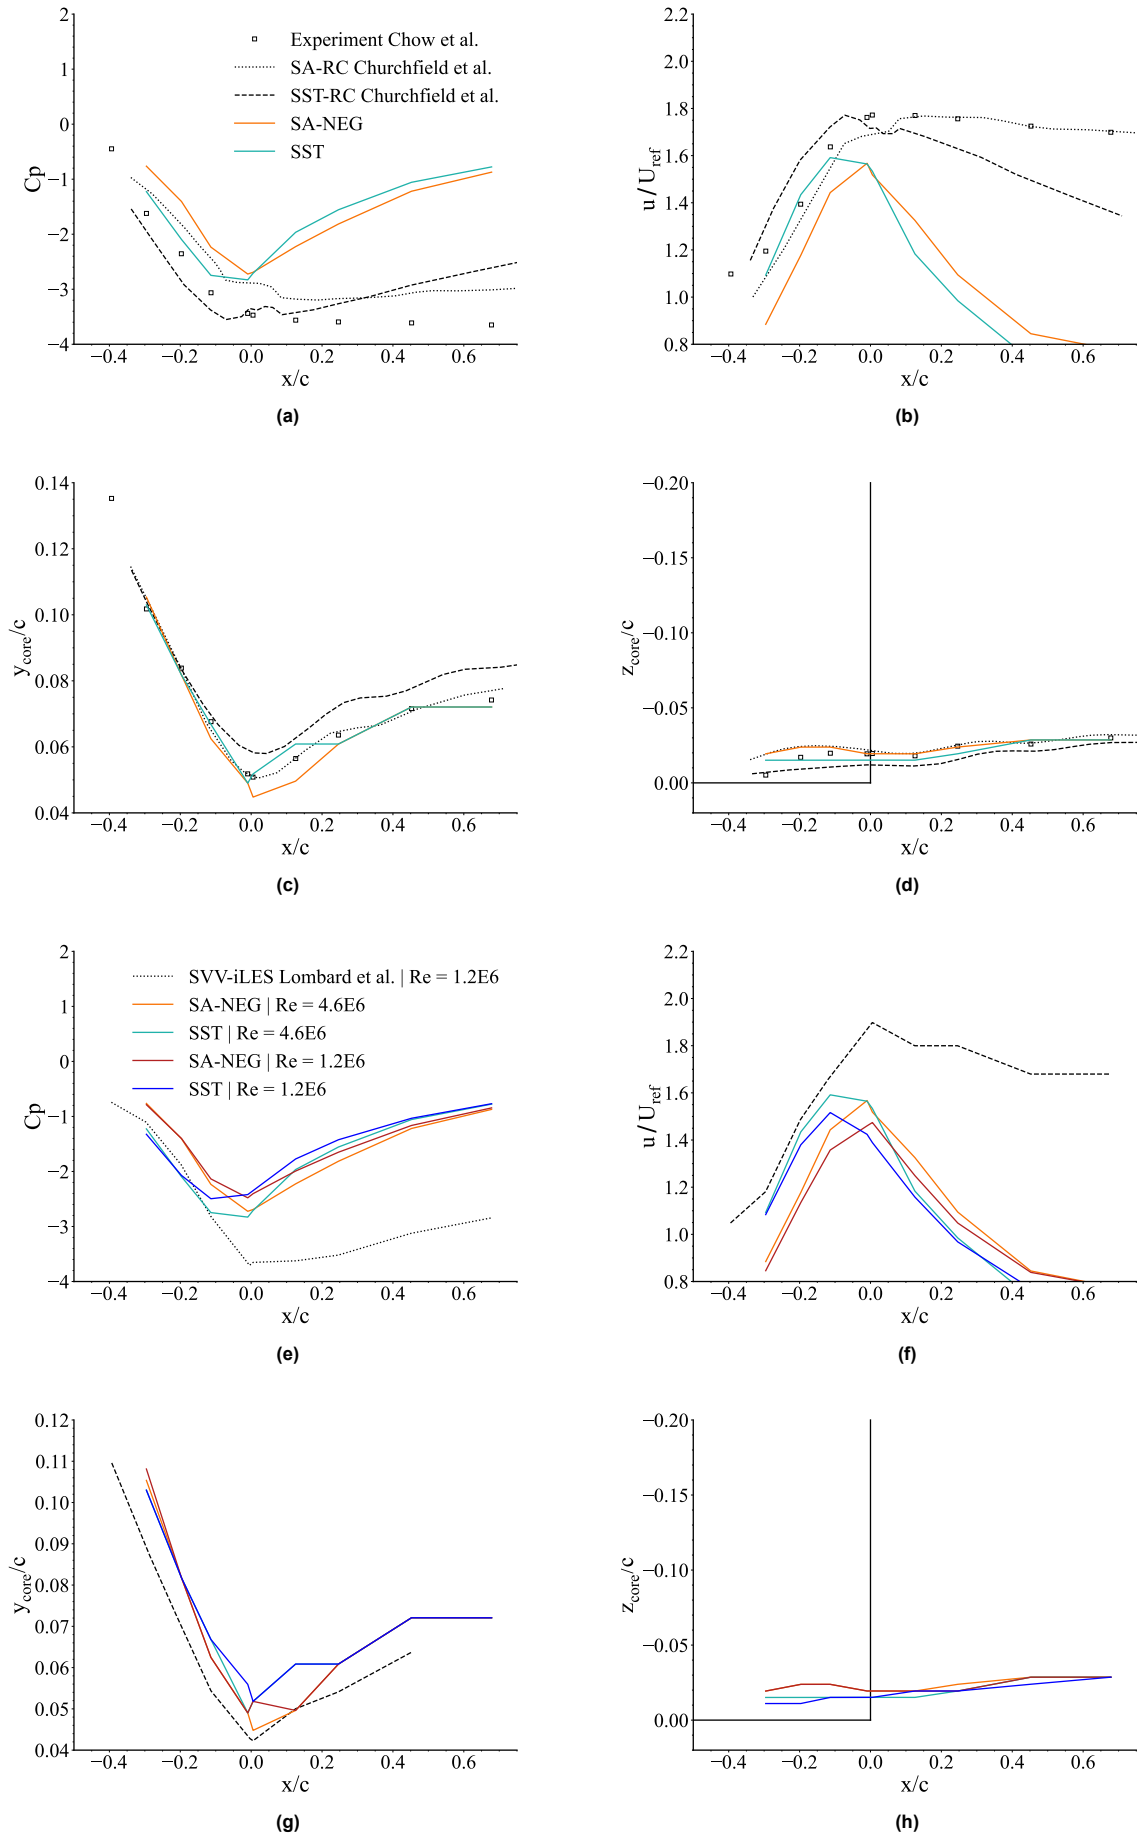 2
1
0
−1
−2
−3
−4
Cp
Experiment Chow et al.
SA-RC Churchfield et al.
SST-RC Churchfield et al.
SA-NEG
SST
−0.4 −0.2 0.0 0.2 0.4 0.6
x/c
(a)
2.2
2.0
1.8
1.6
1.4
1.2
1.0
0.8
u / U_ref
−0.4 −0.2 0.0 0.2 0.4 0.6
x/c
(b)
0.14
0.12
0.10
0.08
0.06
0.04
y_core/c
−0.4 −0.2 0.0 0.2 0.4 0.6
x/c
(c)
−0.20
−0.15
−0.10
−0.05
0.00
z_core/c
−0.4 −0.2 0.0 0.2 0.4 0.6
x/c
(d)
2
1
0
−1
−2
−3
−4
Cp
SVV-iLES Lombard et al. | Re = 1.2E6
SA-NEG | Re = 4.6E6
SST | Re = 4.6E6
SA-NEG | Re = 1.2E6
SST | Re = 1.2E6
−0.4 −0.2 0.0 0.2 0.4 0.6
x/c
(e)
2.2
2.0
1.8
1.6
1.4
1.2
1.0
0.8
u / U_ref
−0.4 −0.2 0.0 0.2 0.4 0.6
x/c
(f)
0.12
0.11
0.10
0.09
0.08
0.07
0.06
0.05
0.04
y_core/c
−0.4 −0.2 0.0 0.2 0.4 0.6
x/c
(g)
−0.20
−0.15
−0.10
−0.05
0.00
z_core/c
−0.4 −0.2 0.0 0.2 0.4 0.6
x/c
(h)